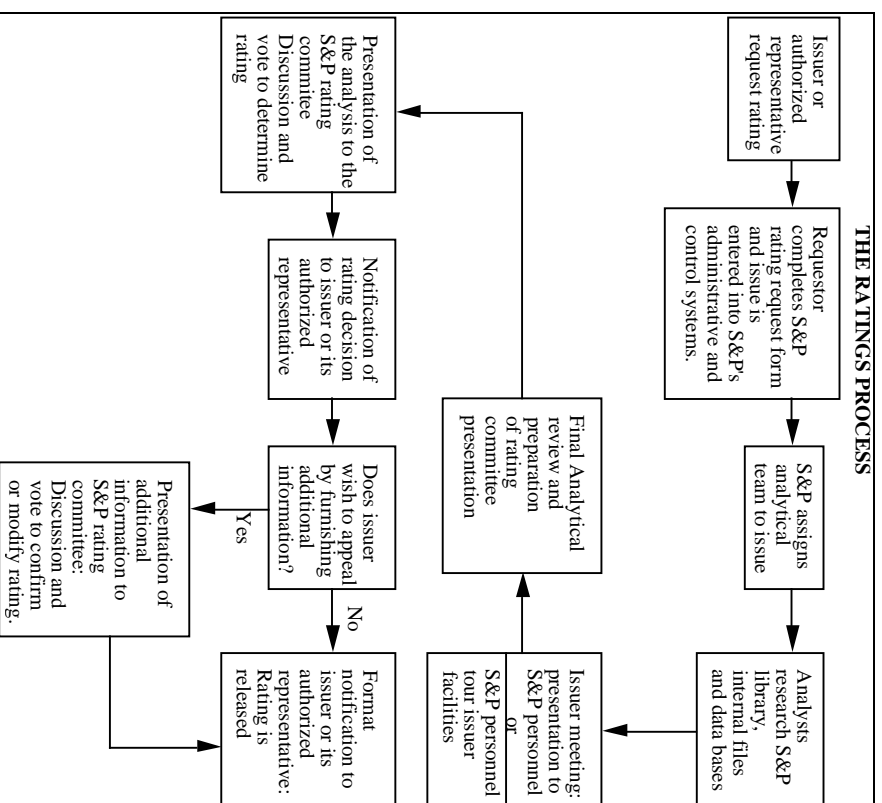 THE RATINGS PROCESS
Issuer or
authorized
representative
request rating
Requestor
completes S&P
rating request form
and issue is
entered into S&P's
administrative and
control systems.
S&P assigns
analytical
team to issue
Analysts
research S&P
library,
internal files
and data bases
Issuer meeting:
presentation to
S&P personnel
or
S&P personnel
tour issuer
facilities
Final Analytical
review and
preparation
of rating
committee
presentation
Presentation of
the analysis to the
S&P rating
commitee
Discussion and
vote to determine
rating
Notification of
rating decision
to issuer or its
authorized
representative
Does issuer
wish to appeal
by furnishing
additional
information?
Yes
No
Presentation of
additional
information to
S&P rating
committee:
Discussion and
vote to confirm
or modify rating.
Format
notification to
issuer or its
authorized
representative:
Rating is
released